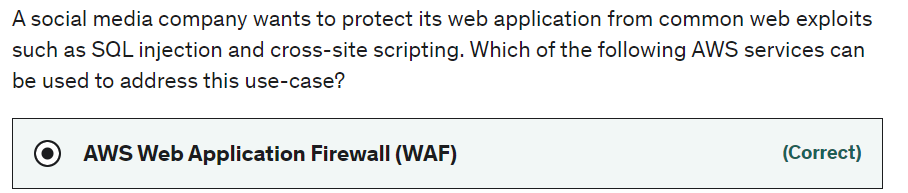 A social media company wants to protect its web application from common web exploits
such as SQL injection and cross-site scripting. Which of the following AWS services can
be used to address this use-case?
AWS Web Application Firewall (WAF) (Correct)